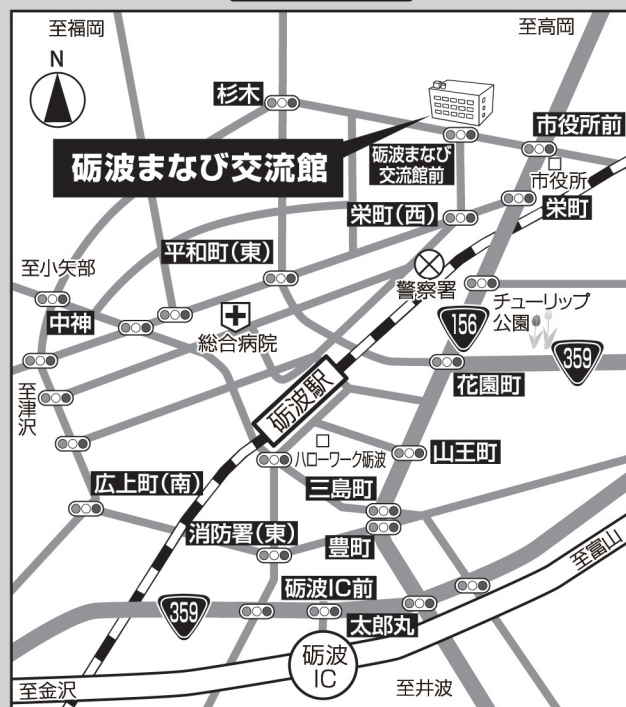 至福岡
至高岡
N
杉木
市役所前
砺波まなび交流館
砺波まなび
交流館前
市役所
栄町(西)
栄町
平和町(東)
至小矢部
警察署
チューリップ
公園
中神
総合病院
156
359
花園町
至津沢
砺波駅
ハローワーク砺波
山王町
広上町(南)
三島町
消防署(東)
豊町
至富山
砺波IC前
359
太郎丸
砺波
IC
至金沢
至井波